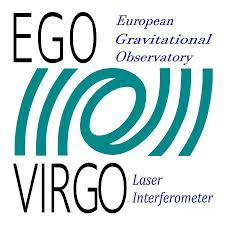 EGO
European
Gravitational
Observatory
VIRGO
Laser
Interferometer